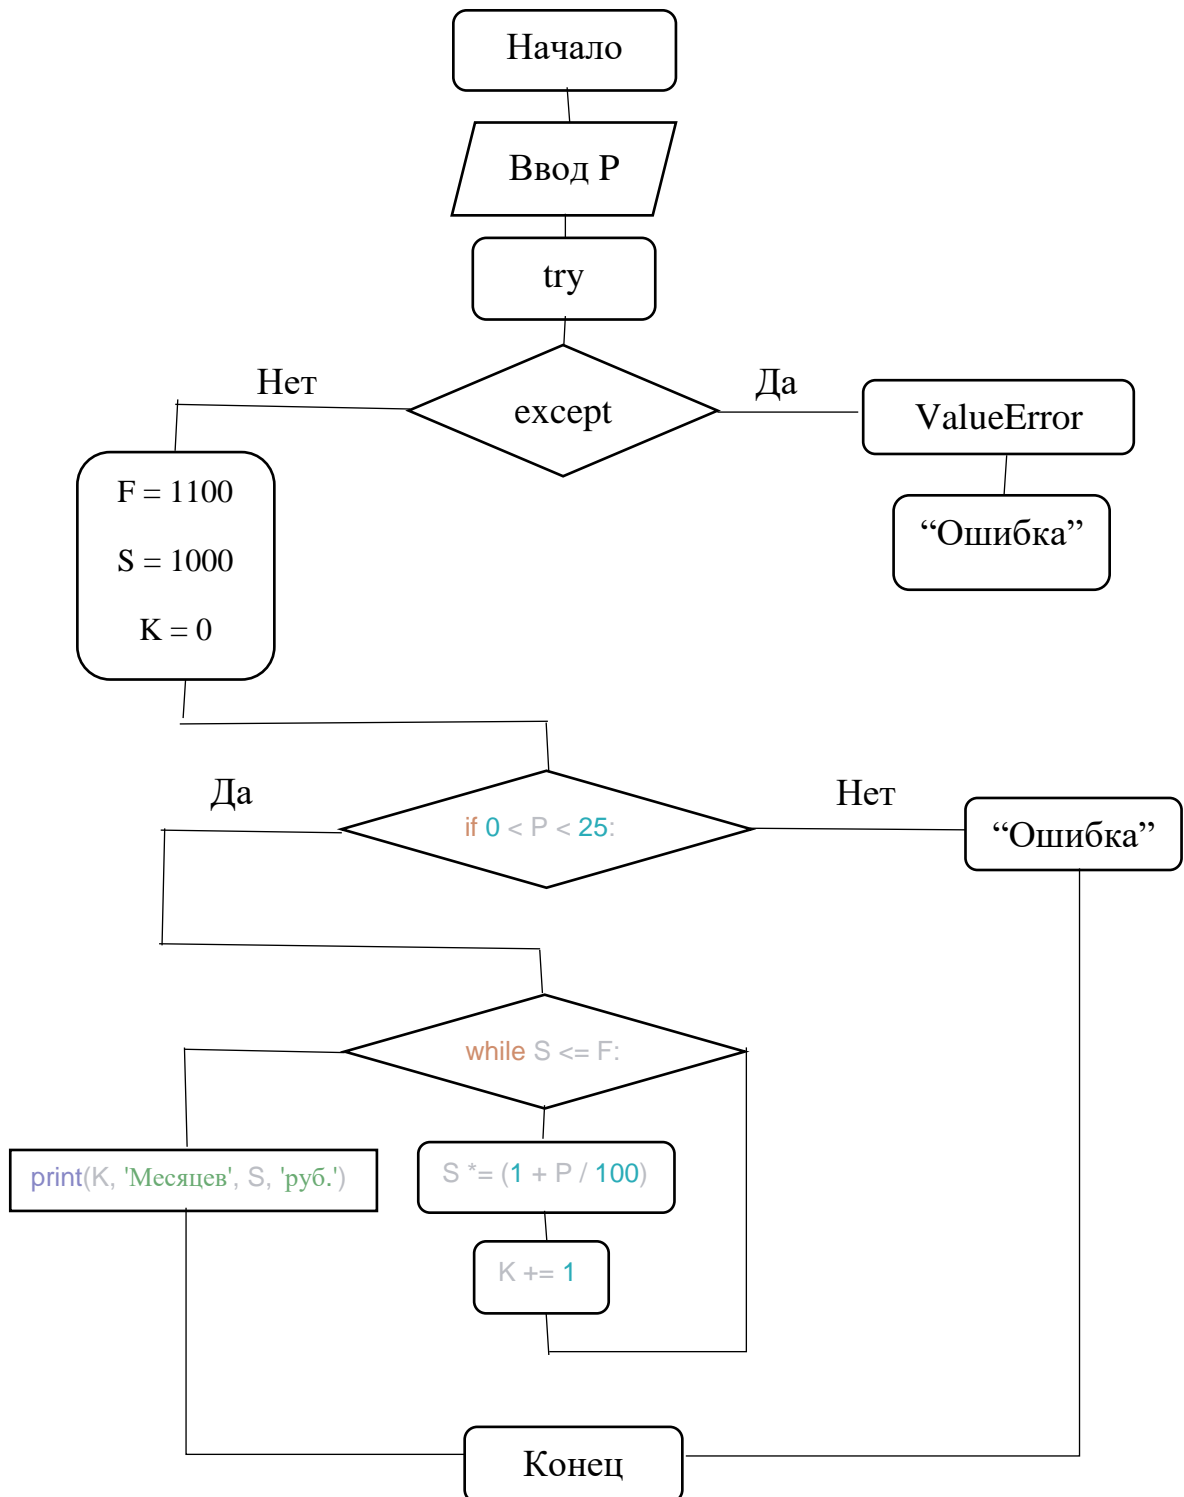 Начало
Ввод P
try
Нет
Да
except
ValueError
F = 1100
S = 1000
K = 0
“Ошибка”
Да
Нет
if 0 < P < 25:
“Ошибка”
while S <= F:
print(K, 'Месяцев', S, 'руб.')
S *= (1 + P / 100)
K += 1
Конец